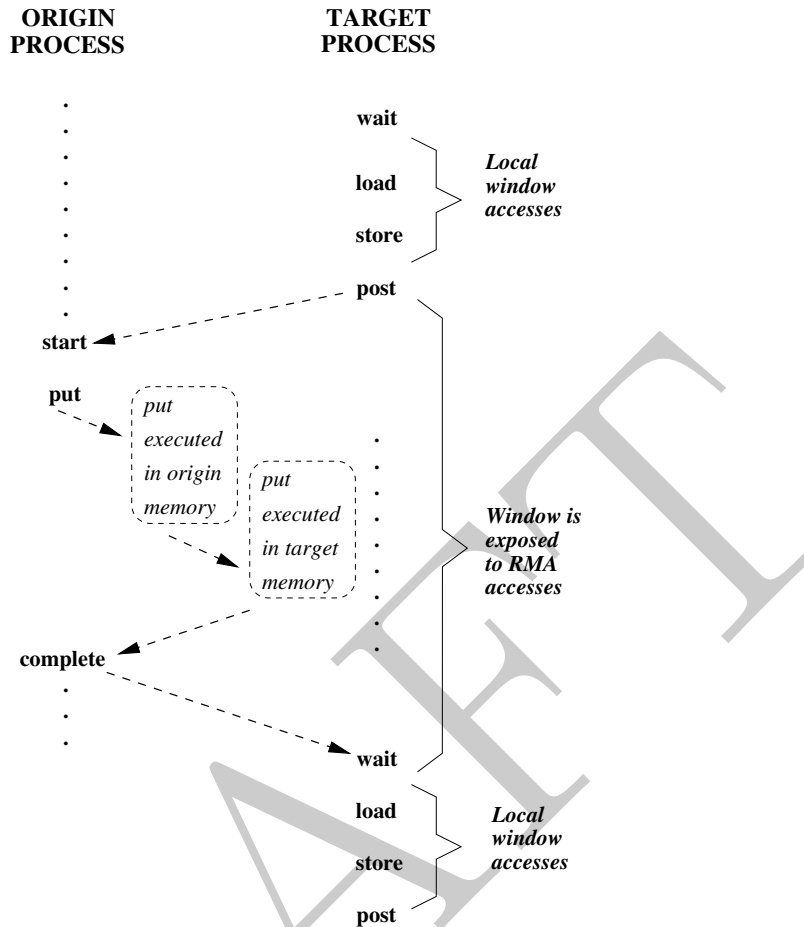 ORIGIN
PROCESS
TARGET
PROCESS
wait
load
store
Local
window
accesses
post
start
put
put
executed
in origin
memory
put
executed
in target
memory
Window is
exposed
to RMA
accesses
complete
wait
load
store
Local
window
accesses
post
AFT